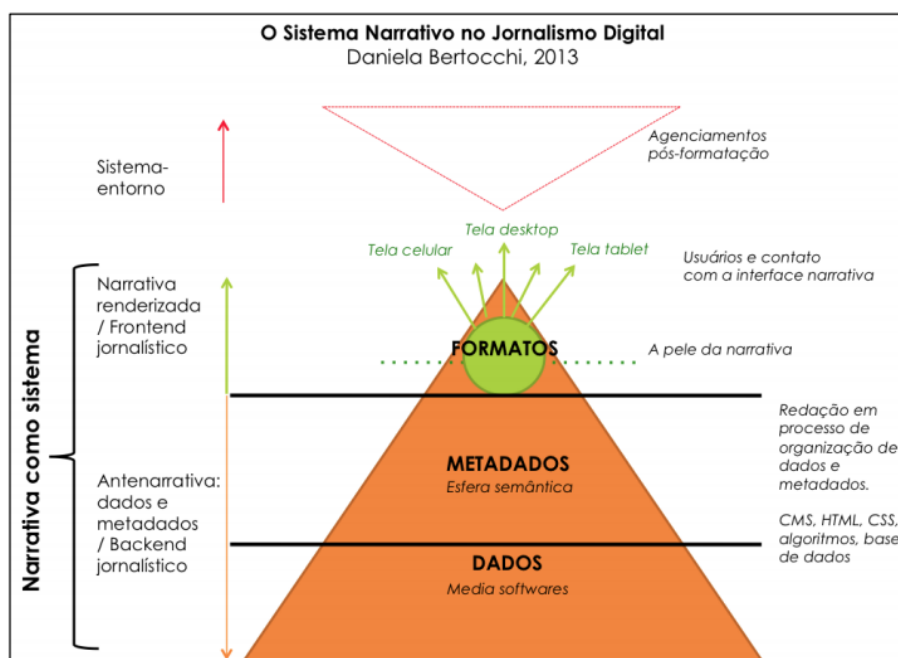 O Sistema Narrativo no Jornalismo Digital
Daniela Bertocchi, 2013
Agenciamentos
pós-formatação
Sistema-
entorno
Tela desktop
Tela celular
Tela tablet
Usuários e contato
com a interface narrativa
Narrativa
renderizada
/ Frontend
jornalístico
FORMATOS
A pele da narrativa
Narrativa como sistema
Redação em
processo de
organização de
dados e
metadados.
METADADOS
Esfera semântica
Antenarrativa:
dados e
metadados
/ Backend
jornalístico
CMS, HTML, CSS,
algoritmos, base
de dados
DADOS
Media softwares